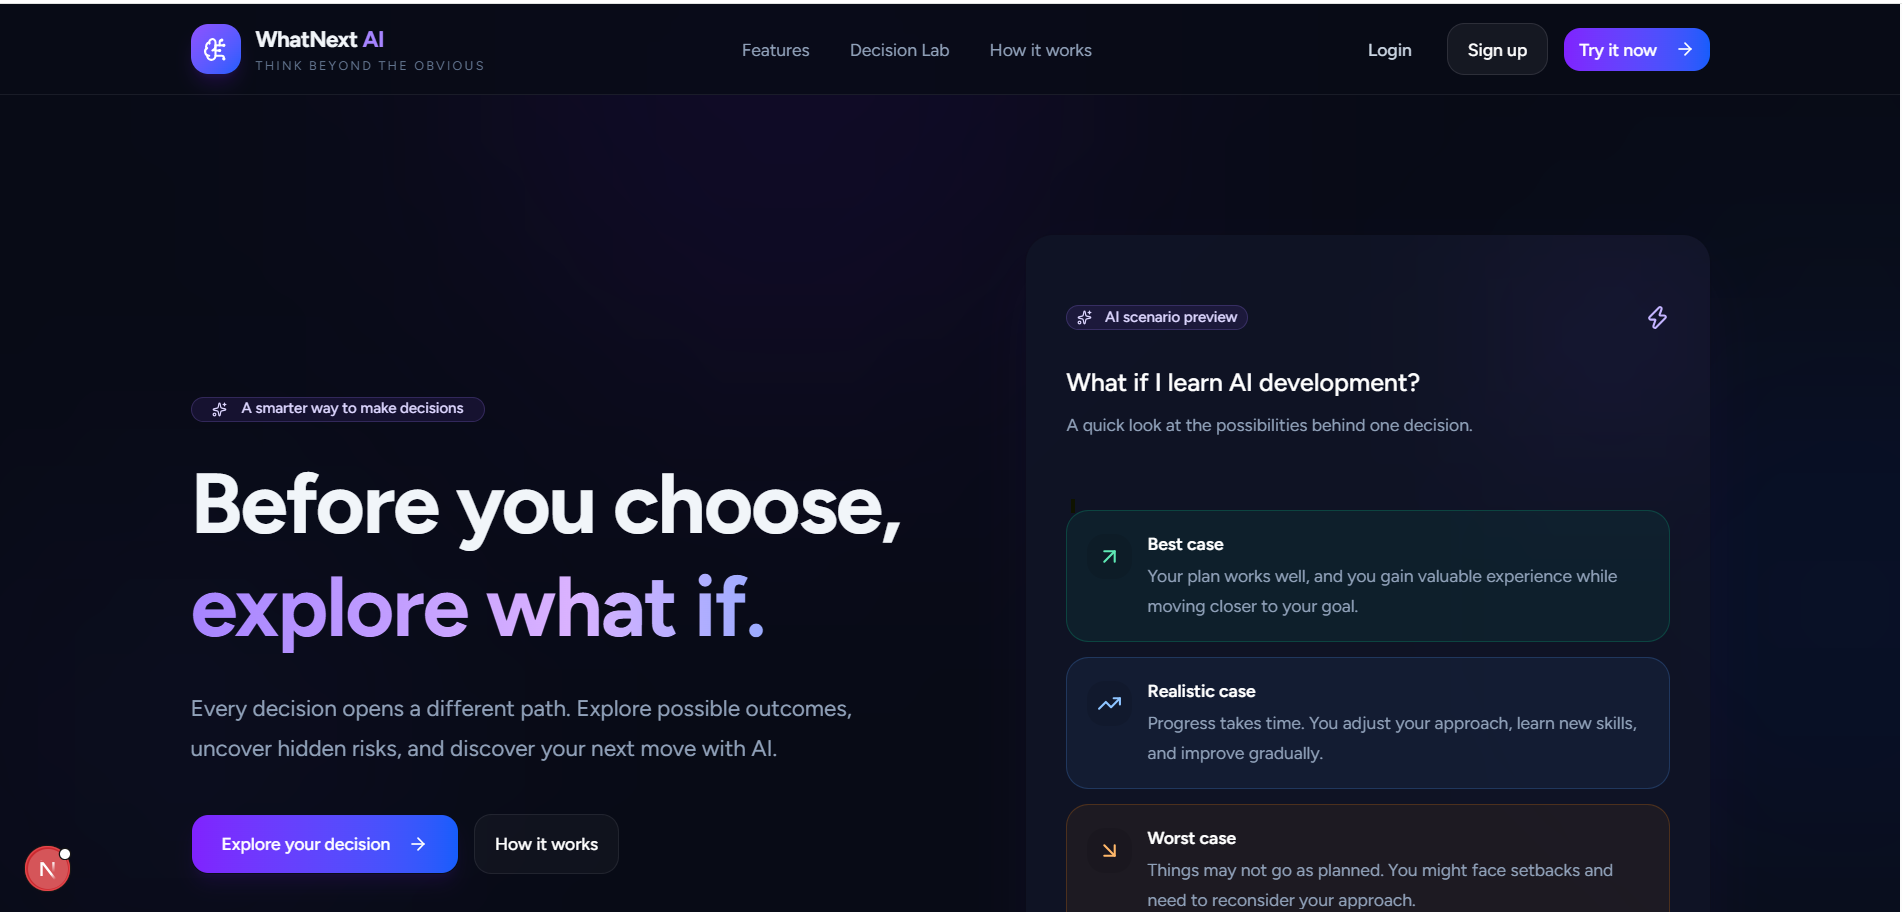 WhatNext AI
THINK BEYOND THE OBVIOUS
Features
Decision Lab
How it works
Login
Sign up
Try it now
A smarter way to make decisions
Before you choose,
explore what if.
Every decision opens a different path. Explore possible outcomes,
uncover hidden risks, and discover your next move with AI.
Explore your decision
How it works
AI scenario preview
What if I learn AI development?
A quick look at the possibilities behind one decision.
Best case
Your plan works well, and you gain valuable experience while
moving closer to your goal.
Realistic case
Progress takes time. You adjust your approach, learn new skills,
and improve gradually.
Worst case
Things may not go as planned. You might face setbacks and
need to reconsider your approach.
N